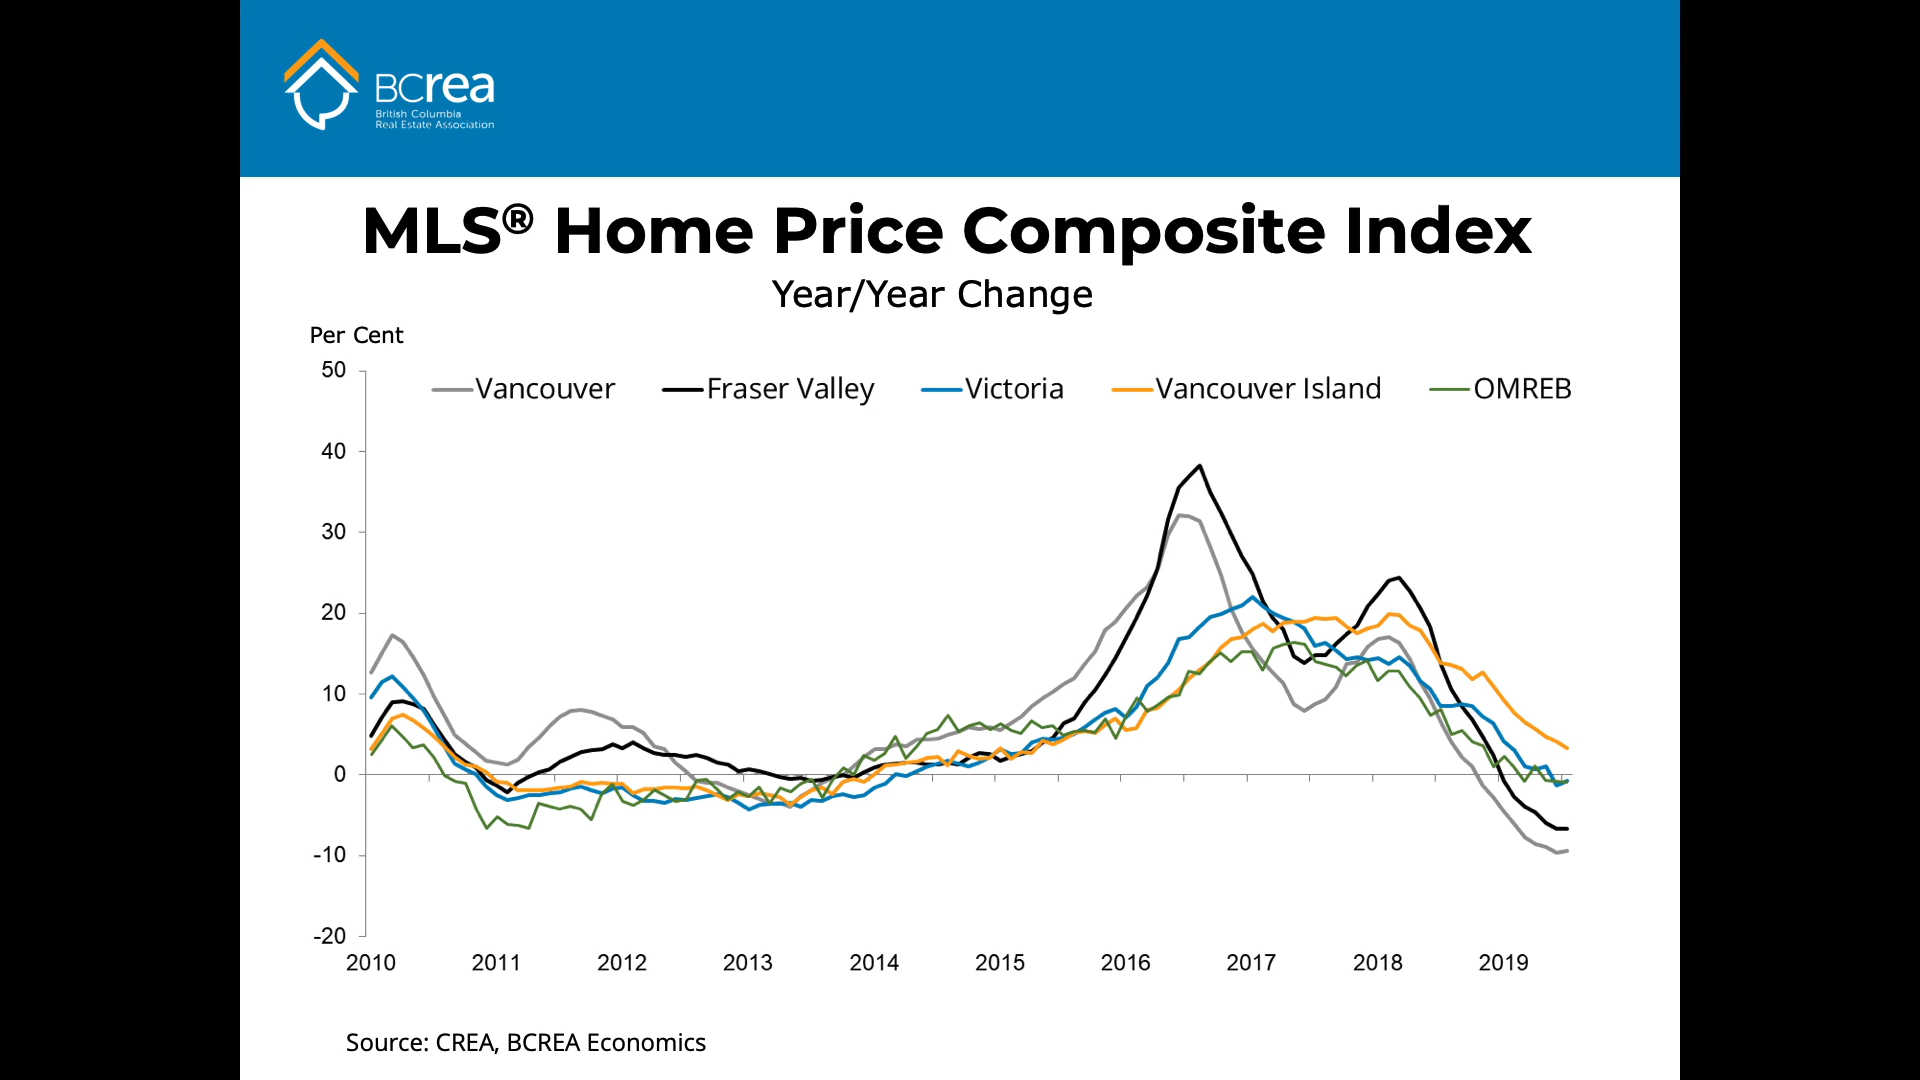 BCrea
British Columbia
Real Estate Association
MLS® Home Price Composite Index
Year/Year Change
Per Cent
Vancouver Fraser Valley Victoria Vancouver Island OMREB
50
40
30
20
10
0
-10
-20
2010 2011 2012 2013 2014 2015 2016 2017 2018 2019
Source: CREA, BCREA Economics